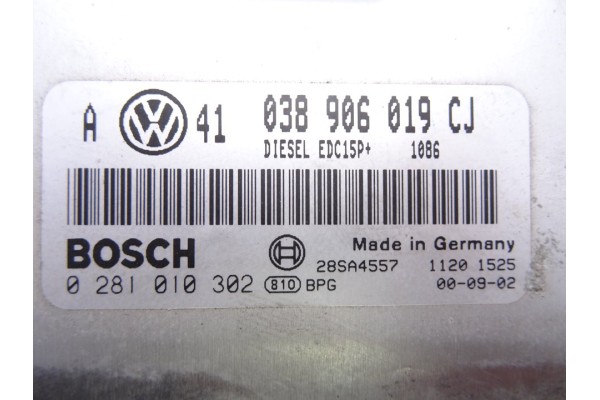 A VW 41 038 906 019 CJ
DIESEL EDC15P+ 1086
BOSCH Made in Germany
28SA4557 1120 1525
0 281 010 302 810 BPG 00-09-02